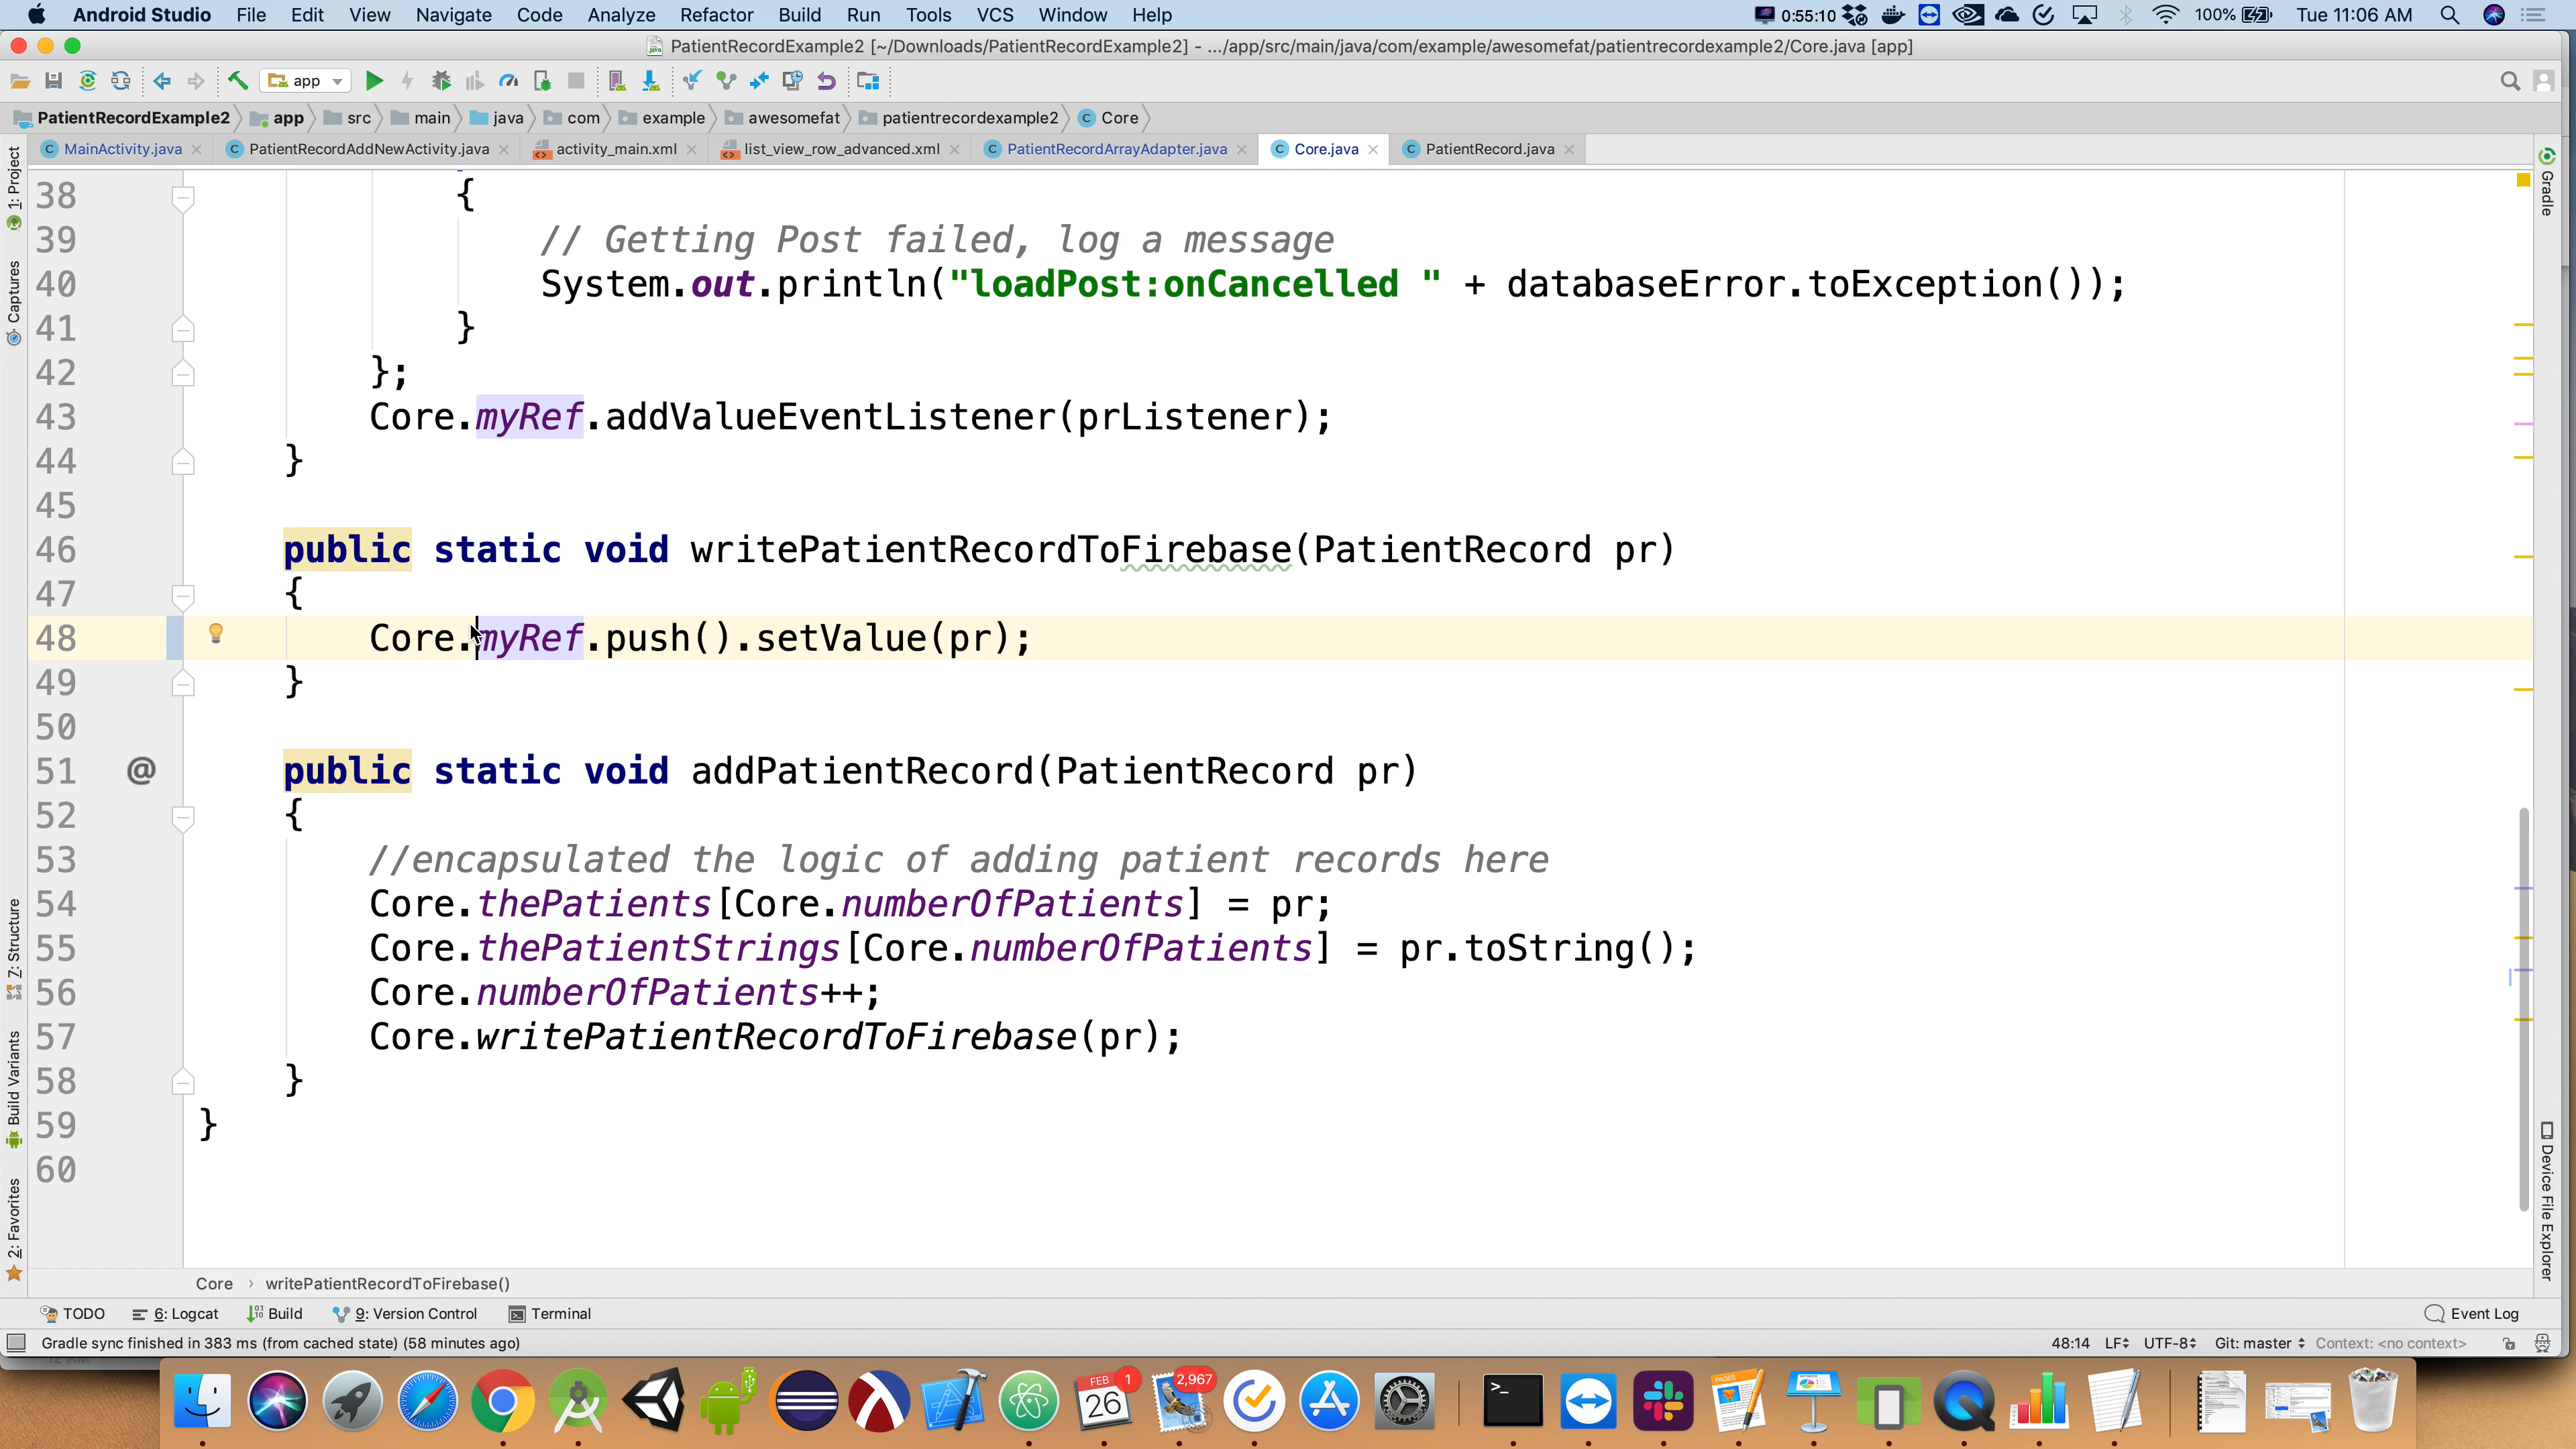 Android Studio File Edit View Navigate Code Analyze Refactor Build Run Tools VCS Window Help 0:55:10 100% Tue 11:06 AM
PatientRecordExample2 [~/Downloads/PatientRecordExample2] - .../app/src/main/java/com/example/awesomefat/patientrecordexample2/Core.java [app]
app
PatientRecordExample2 app src main java com example awesomefat patientrecordexample2 Core
MainActivity.java PatientRecordAddNewActivity.java activity_main.xml list_view_row_advanced.xml PatientRecordArrayAdapter.java Core.java PatientRecord.java
1: Project
Captures
7: Structure
Build Variants
2: Favorites
Gradle
Device File Explorer
38 {
39 // Getting Post failed, log a message
40 System.out.println("loadPost:onCancelled " + databaseError.toException());
41 }
42 };
43 Core.myRef.addValueEventListener(prListener);
44 }
45
46 public static void writePatientRecordToFirebase(PatientRecord pr)
47 {
48 Core.myRef.push().setValue(pr);
49 }
50
51 @ public static void addPatientRecord(PatientRecord pr)
52 {
53 //encapsulated the logic of adding patient records here
54 Core.thePatients[Core.numberOfPatients] = pr;
55 Core.thePatientStrings[Core.numberOfPatients] = pr.toString();
56 Core.numberOfPatients++;
57 Core.writePatientRecordToFirebase(pr);
58 }
59 }
60
Core › writePatientRecordToFirebase()
TODO 6: Logcat Build 9: Version Control Terminal Event Log
Gradle sync finished in 383 ms (from cached state) (58 minutes ago) 48:14 LF UTF-8 Git: master Context: <no context>
12 AM
FEB 26 1 2,967 PAGES